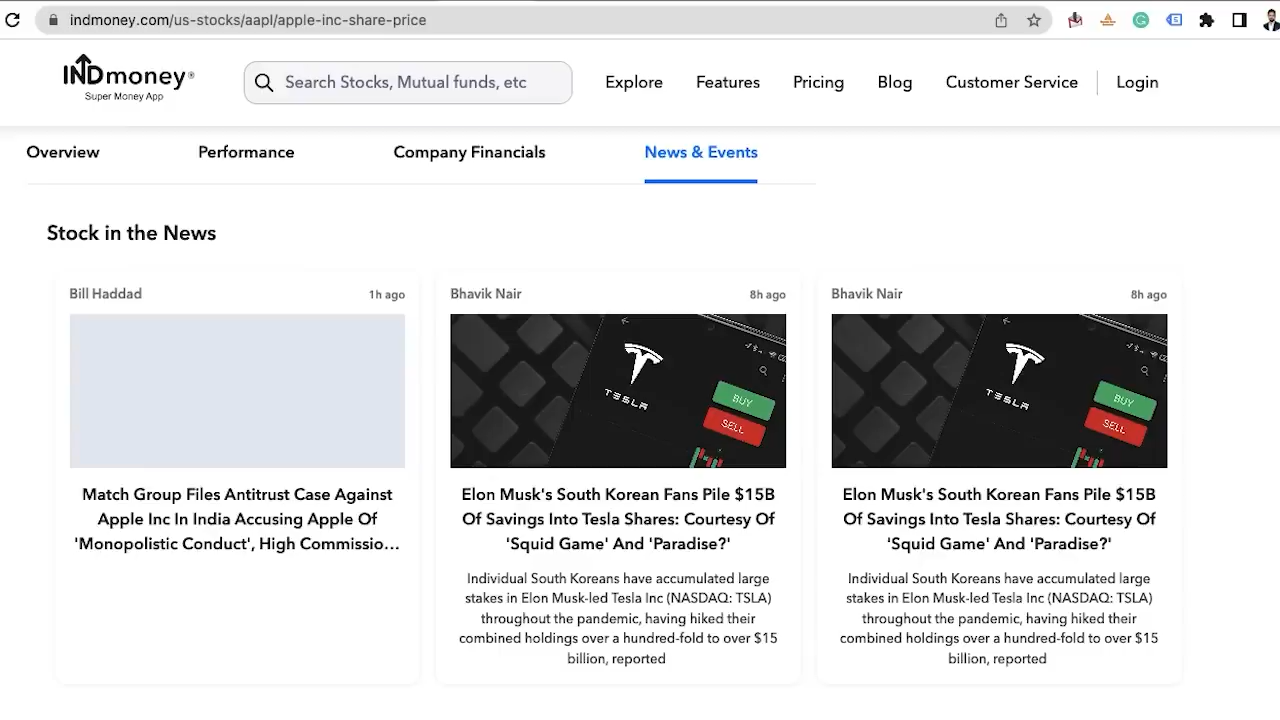 indmoney.com/us-stocks/aapl/apple-inc-share-price
INDmoney®
Super Money App
Search Stocks, Mutual funds, etc
Explore
Features
Pricing
Blog
Customer Service
Login
Overview
Performance
Company Financials
News & Events
Stock in the News
Bill Haddad
1h ago
Match Group Files Antitrust Case Against
Apple Inc In India Accusing Apple Of
'Monopolistic Conduct', High Commissio...
Bhavik Nair
8h ago
TESLA
BUY
SELL
Elon Musk's South Korean Fans Pile $15B
Of Savings Into Tesla Shares: Courtesy Of
'Squid Game' And 'Paradise?'
Individual South Koreans have accumulated large
stakes in Elon Musk-led Tesla Inc (NASDAQ: TSLA)
throughout the pandemic, having hiked their
combined holdings over a hundred-fold to over $15
billion, reported
Bhavik Nair
8h ago
TESLA
BUY
SELL
Elon Musk's South Korean Fans Pile $15B
Of Savings Into Tesla Shares: Courtesy Of
'Squid Game' And 'Paradise?'
Individual South Koreans have accumulated large
stakes in Elon Musk-led Tesla Inc (NASDAQ: TSLA)
throughout the pandemic, having hiked their
combined holdings over a hundred-fold to over $15
billion, reported